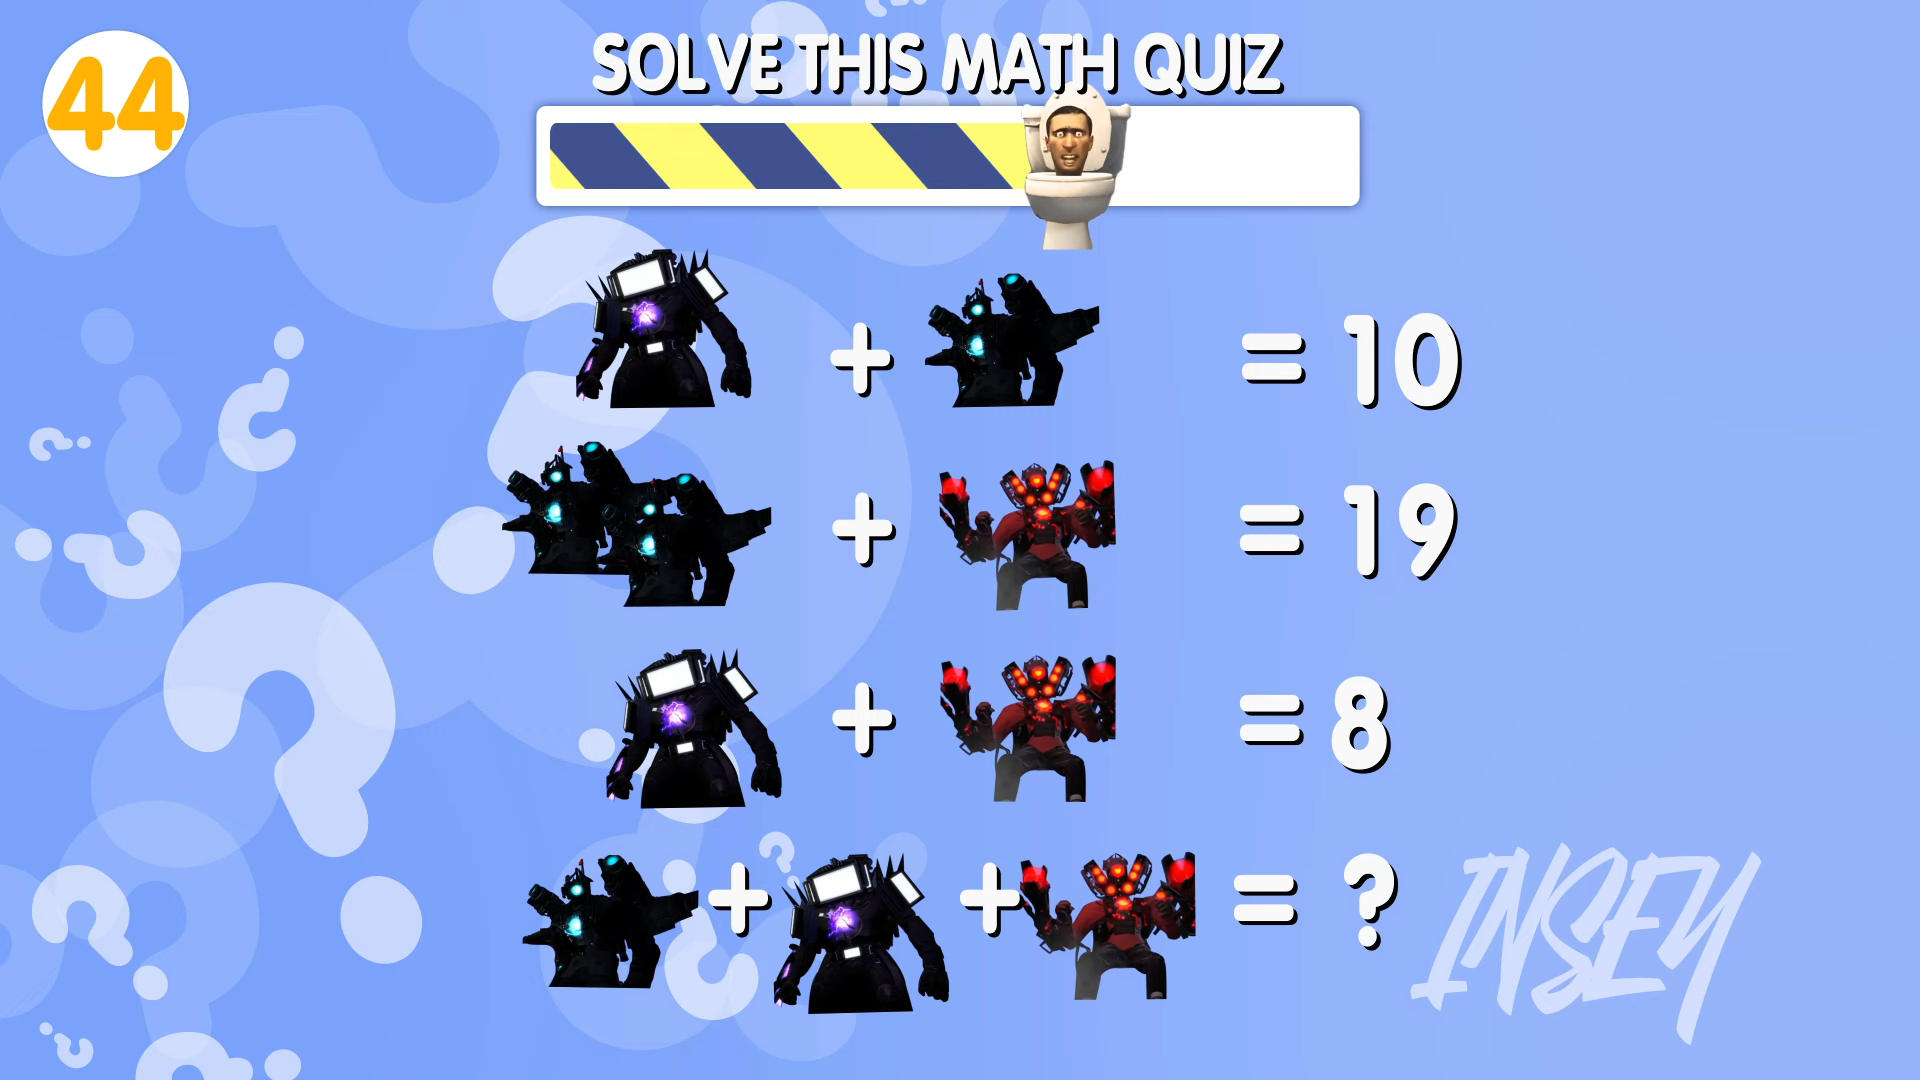 44
SOLVE THIS MATH QUIZ
+ = 10
+ = 19
+ = 8
+ + = ?
INSEY